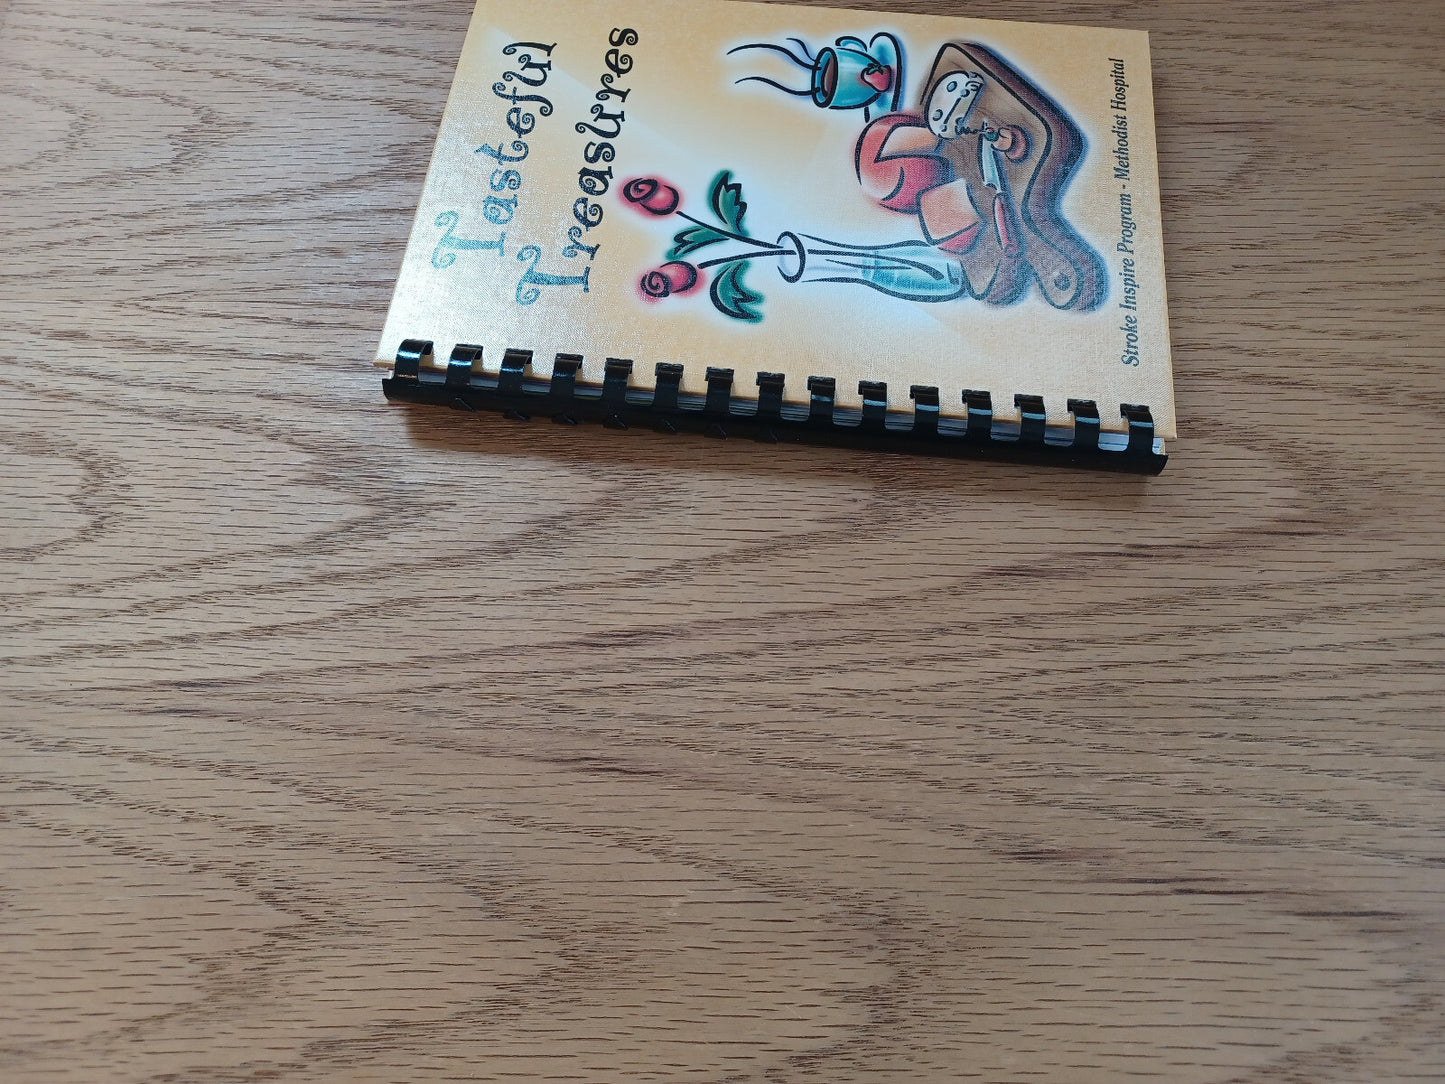 Tasteful
Treasures
Stroke Inspire Program - Methodist Hospital